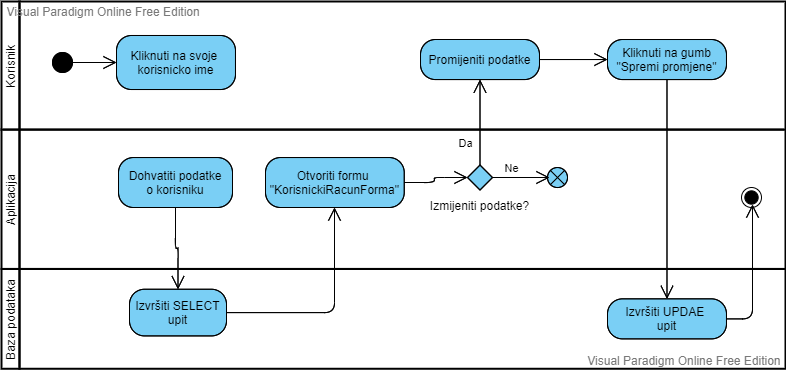 Visual Paradigm Online Free Edition
Korisnik
Kliknuti na svoje
korisnicko ime
Promijeniti podatke
Kliknuti na gumb
"Spremi promjene"
Da
Aplikacija
Dohvatiti podatke
o korisniku
Otvoriti formu
"KorisnickiRacunForma"
Ne
Izmijeniti podatke?
Baza podataka
Izvršiti SELECT
upit
Izvršiti UPDAE
upit
Visual Paradigm Online Free Edition